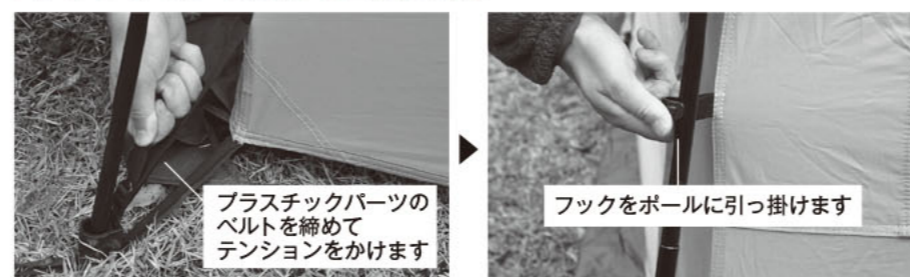 プラスチックパーツの
ベルトを締めて
テンションをかけます
フックをポールに引っ掛けます